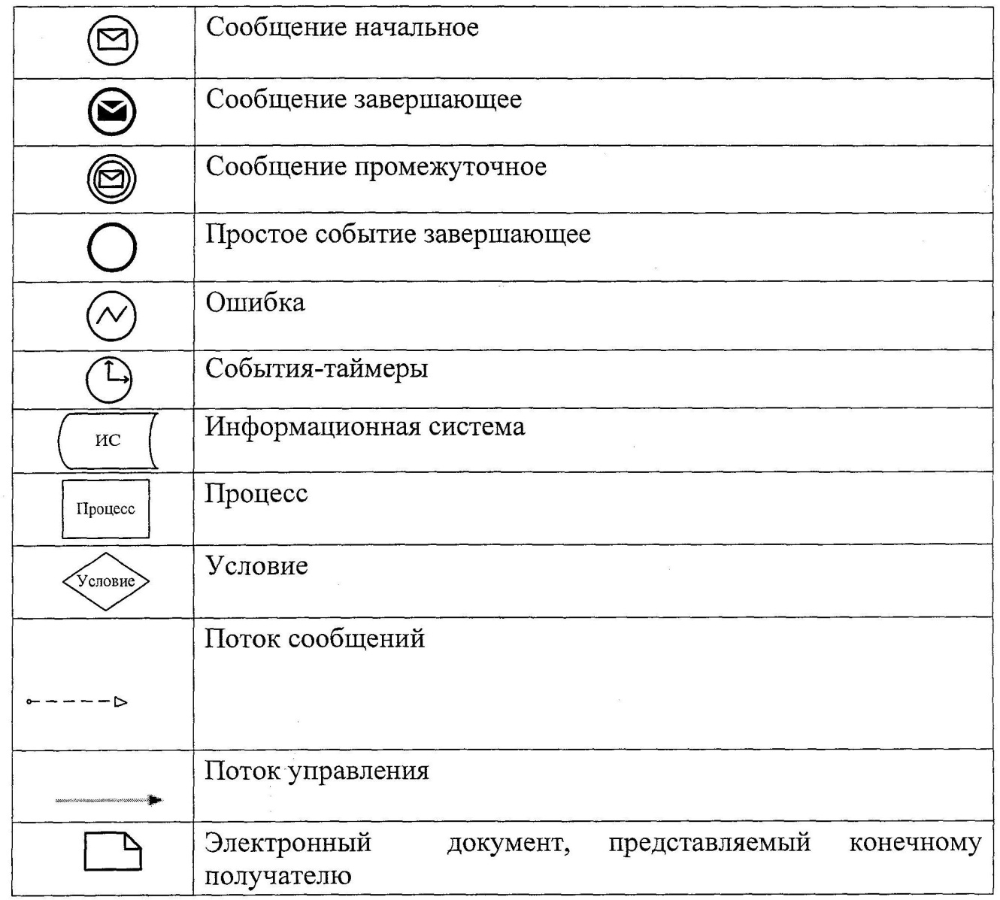 Сообщение начальное
Сообщение завершающее
Сообщение промежуточное
Простое событие завершающее
Ошибка
События-таймеры
ИС
Информационная система
Процесс
Процесс
Условие
Условие
Поток сообщений
Поток управления
Электронный документ, представляемый конечному
получателю